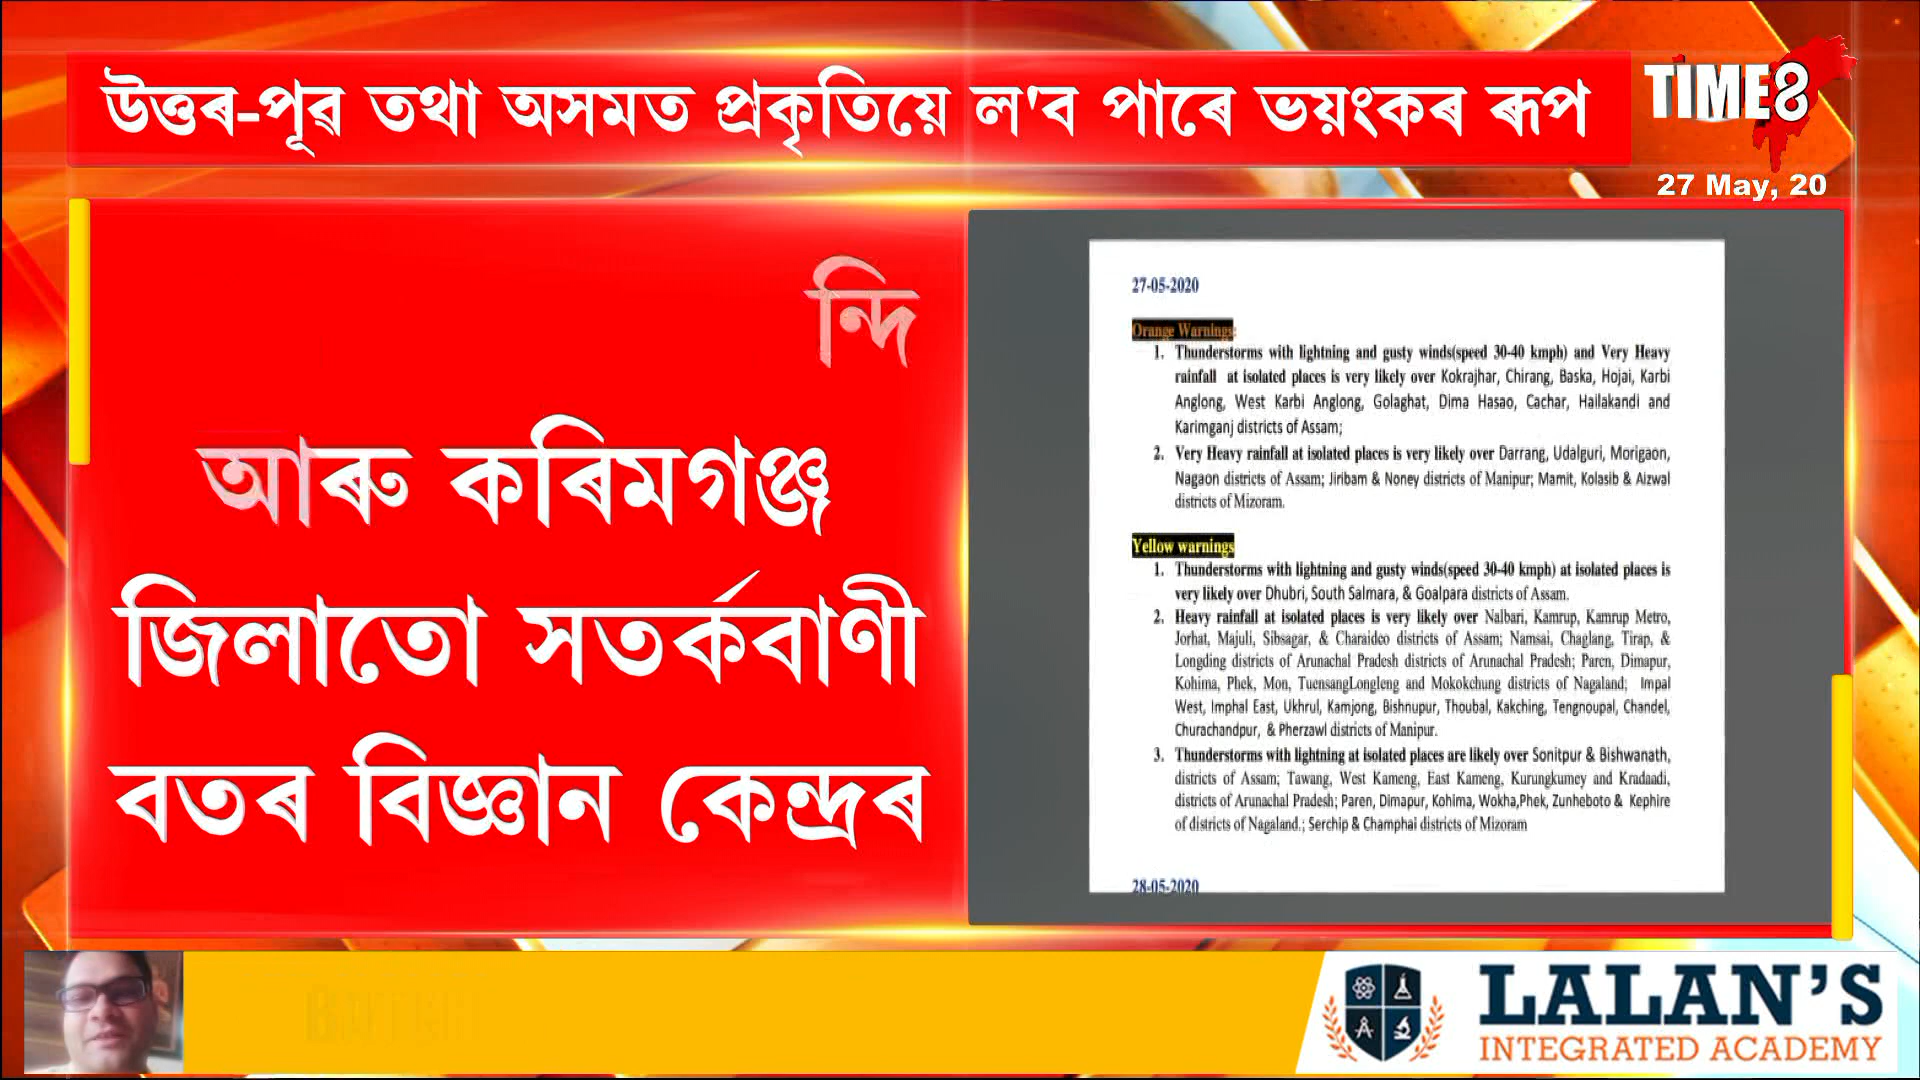 উত্তৰ-পূৱ তথা অসমত প্ৰকৃতিয়ে ল'ব পাৰে ভয়ংকৰ ৰূপ
TIME8
27 May, 20
ন্দি
আৰু কৰিমগঞ্জ
জিলাতো সতৰ্কবাণী
বতৰ বিজ্ঞান কেন্দ্ৰৰ
27-05-2020
Orange Warnings:
1. Thunderstorms with lightning and gusty winds(speed 30-40 kmph) and Very Heavy
rainfall at isolated places is very likely over Kokrajhar, Chirang, Baska, Hojai, Karbi
Anglong, West Karbi Anglong, Golaghat, Dima Hasao, Cachar, Hailakandi and
Karimganj districts of Assam;
2. Very Heavy rainfall at isolated places is very likely over Darrang, Udalguri, Morigaon,
Nagaon districts of Assam; Jiribam & Noney districts of Manipur; Mamit, Kolasib & Aizwal
districts of Mizoram.
Yellow warnings
1. Thunderstorms with lightning and gusty winds(speed 30-40 kmph) at isolated places is
very likely over Dhubri, South Salmara, & Goalpara districts of Assam.
2. Heavy rainfall at isolated places is very likely over Nalbari, Kamrup, Kamrup Metro,
Jorhat, Majuli, Sibsagar, & Charaideo districts of Assam; Namsai, Chaglang, Tirap, &
Longding districts of Arunachal Pradesh districts of Arunachal Pradesh; Paren, Dimapur,
Kohima, Phek, Mon, TuensangLongleng and Mokokchung districts of Nagaland; Impal
West, Imphal East, Ukhrul, Kamjong, Bishnupur, Thoubal, Kakching, Tengnoupal, Chandel,
Churachandpur, & Pherzawl districts of Manipur.
3. Thunderstorms with lightning at isolated places are likely over Sonitpur & Bishwanath,
districts of Assam; Tawang, West Kameng, East Kameng, Kurungkumey and Kradaadi,
districts of Arunachal Pradesh; Paren, Dimapur, Kohima, Wokha,Phek, Zunheboto & Kephire
of districts of Nagaland.; Serchip & Champhai districts of Mizoram
28-05-2020
LALAN'S
INTEGRATED ACADEMY